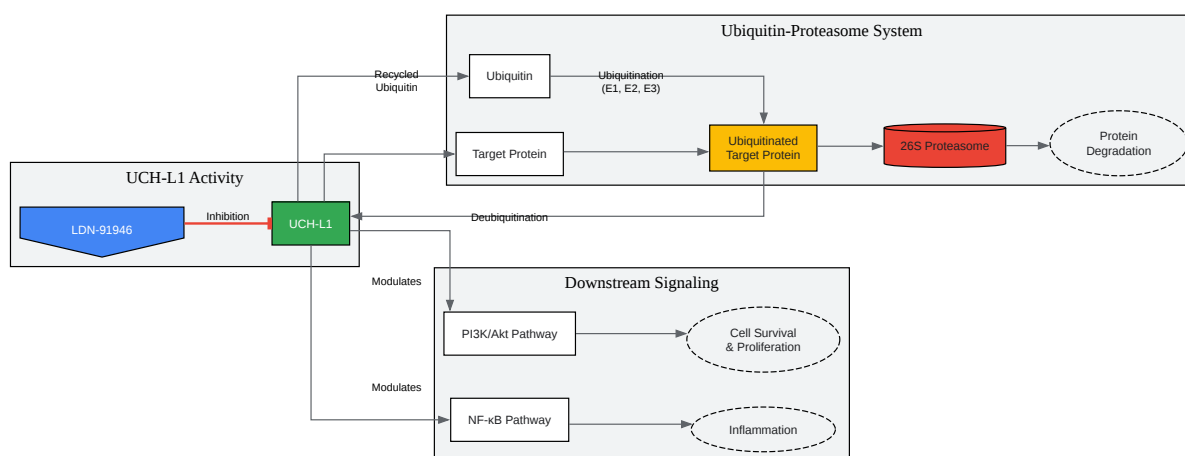 Ubiquitin-Proteasome System
Recycled
Ubiquitin
Ubiquitin
Ubiquitination
(E1, E2, E3)
Target Protein
Ubiquitinated
Target Protein
26S Proteasome
Protein
Degradation
UCH-L1 Activity
LDN-91946
Inhibition
UCH-L1
Deubiquitination
Modulates
Downstream Signaling
PI3K/Akt Pathway
Cell Survival
& Proliferation
Modulates
NF-κB Pathway
Inflammation